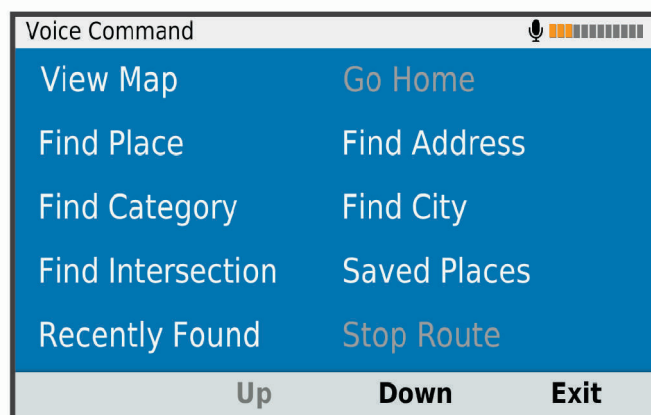 Voice Command
View Map Go Home
Find Place Find Address
Find Category Find City
Find Intersection Saved Places
Recently Found Stop Route
Up Down Exit